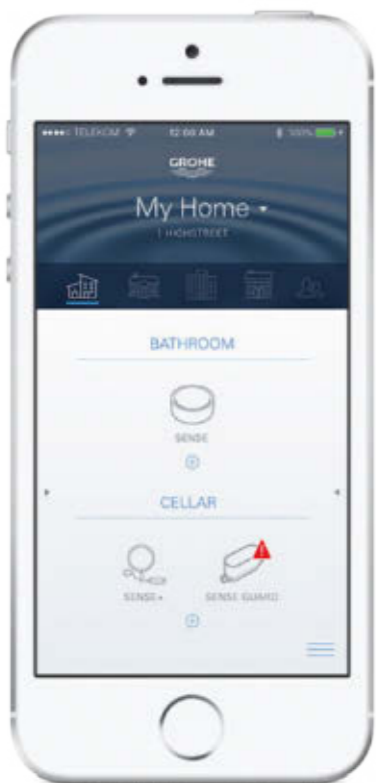 TELEKOM 12:00 AM 100%
GROHE
My Home
1 HIGHSTREET
BATHROOM
SENSE
CELLAR
SENSE+ SENSE GUARD